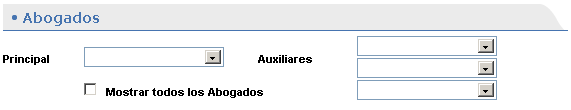 Abogados
Principal
Auxiliares
Mostrar todos los Abogados